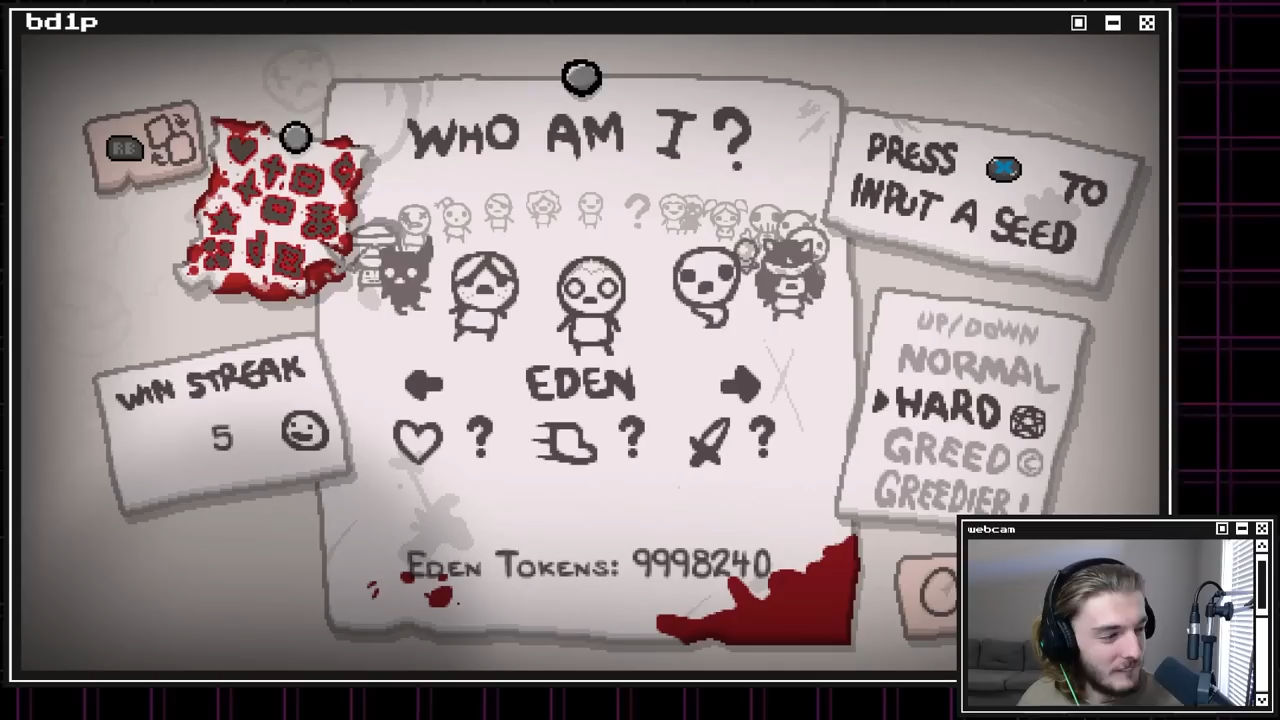 bd1p
WHO AM I?
RB
PRESS X TO
INPUT A SEED
WIN STREAK
5
EDEN
? ? ?
UP/DOWN
NORMAL
HARD
GREED
GREEDIER!
Eden Tokens: 9998240
webcam